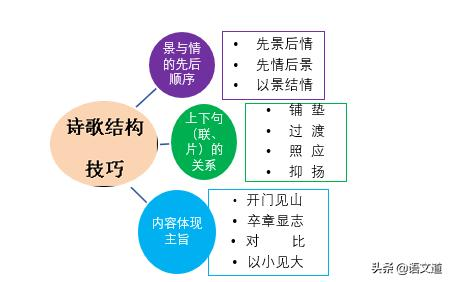 诗歌结构
技巧
景与情
的先后
顺序
• 先景后情
• 先情后景
• 以景结情
上下句
（联、
片）的
关系
• 铺 垫
• 过 渡
• 照 应
• 抑 扬
内容体现
主旨
• 开门见山
• 卒章显志
• 对 比
• 以小见大
头条 @语文道